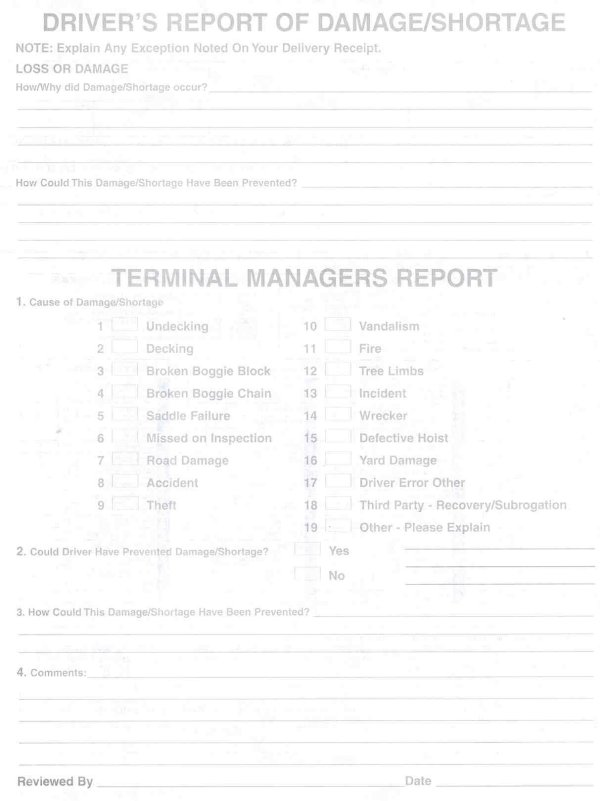 DRIVER'S REPORT OF DAMAGE/SHORTAGE
NOTE: Explain Any Exception Noted On Your Delivery Receipt.
LOSS OR DAMAGE
How/Why did Damage/Shortage occur?
How Could This Damage/Shortage Have Been Prevented?
TERMINAL MANAGERS REPORT
1. Cause of Damage/Shortage
1 Undecking
2 Decking
3 Broken Boggie Block
4 Broken Boggie Chain
5 Saddle Failure
6 Missed on Inspection
7 Road Damage
8 Accident
9 Theft
10 Vandalism
11 Fire
12 Tree Limbs
13 Incident
14 Wrecker
15 Defective Hoist
16 Yard Damage
17 Driver Error Other
18 Third Party - Recovery/Subrogation
19 Other - Please Explain
2. Could Driver Have Prevented Damage/Shortage?
Yes
No
3. How Could This Damage/Shortage Have Been Prevented?
4. Comments:
Reviewed By Date